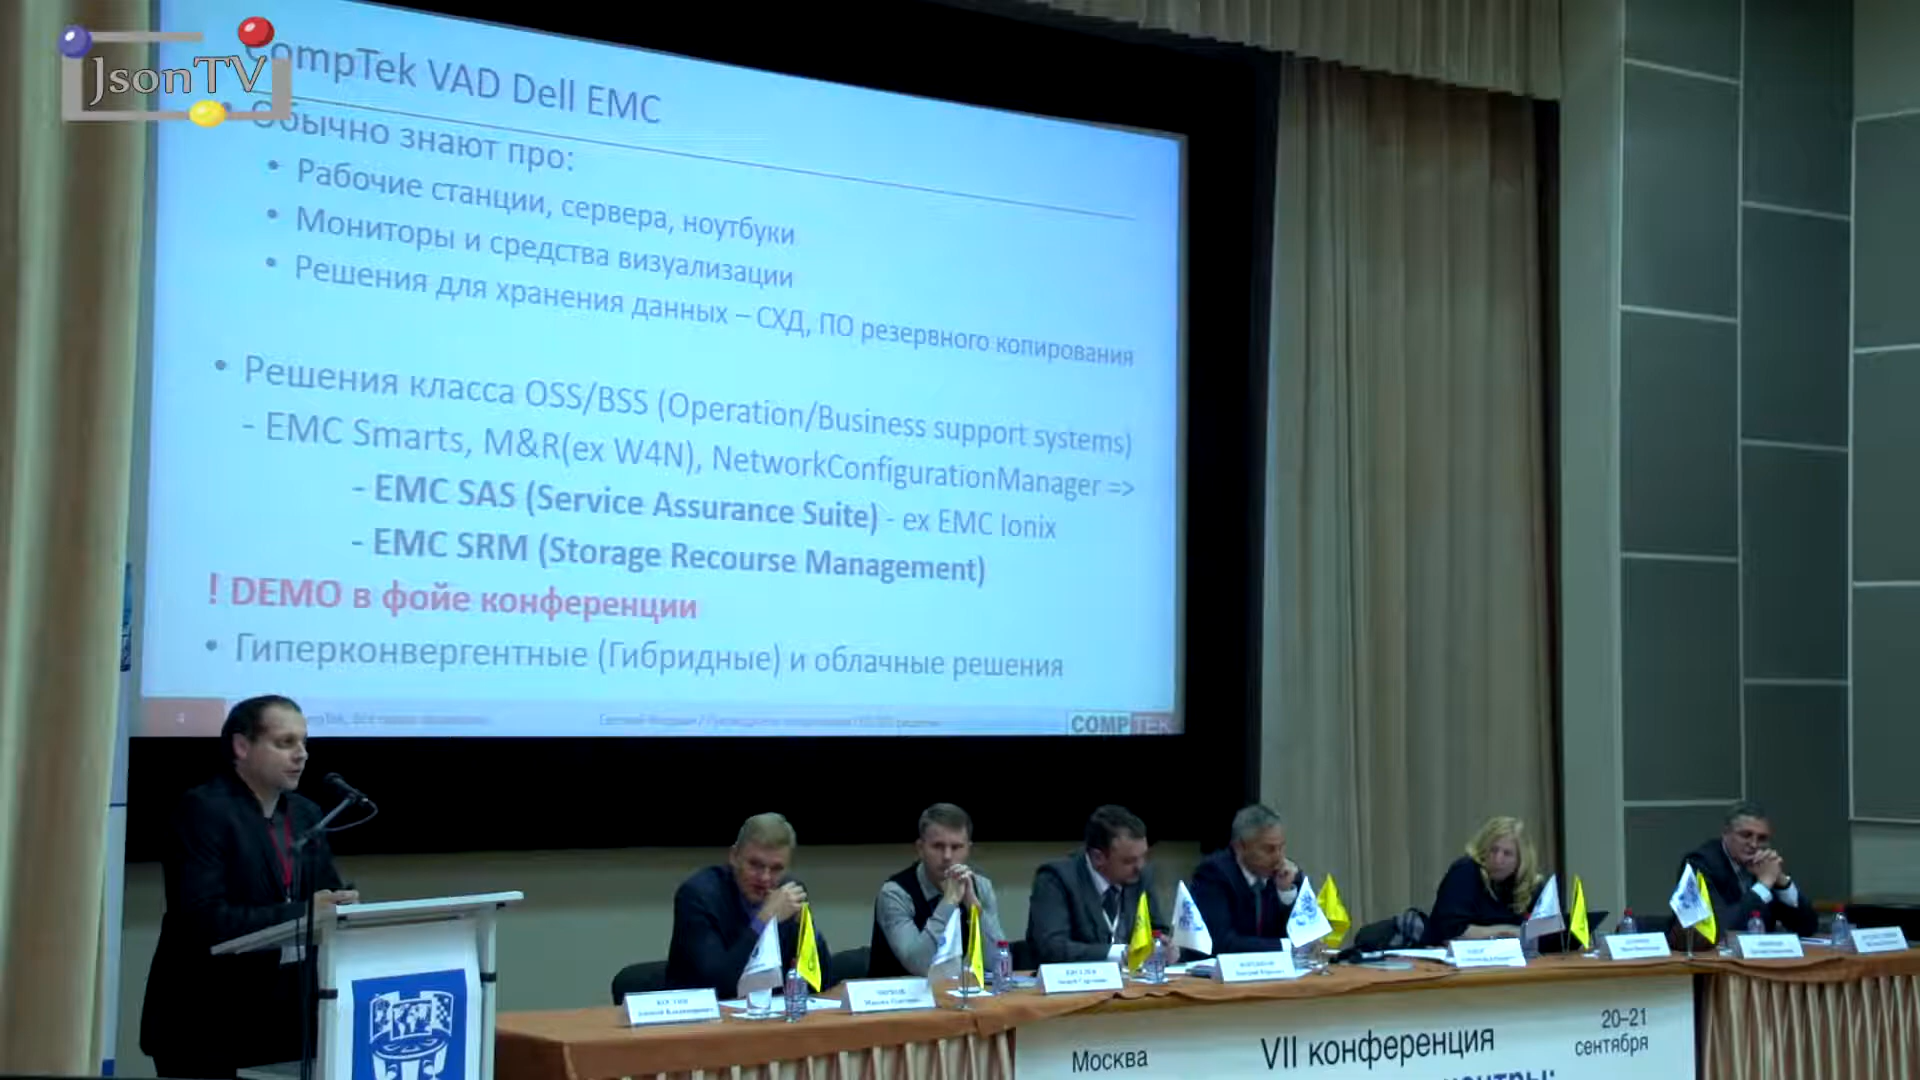 JsonTV
CompTek VAD Dell EMC
• Обычно знают про:
• Рабочие станции, сервера, ноутбуки
• Мониторы и средства визуализации
• Решения для хранения данных – СХД, ПО резервного копирования
• Решения класса OSS/BSS (Operation/Business support systems)
- EMC Smarts, M&R(ex W4N), NetworkConfigurationManager =>
- EMC SAS (Service Assurance Suite) - ex EMC Ionix
- EMC SRM (Storage Recourse Management)
! DEMO в фойе конференции
• Гиперконвергентные (Гибридные) и облачные решения
4
COMPTEK
Москва
VII конференция
20–21
сентября